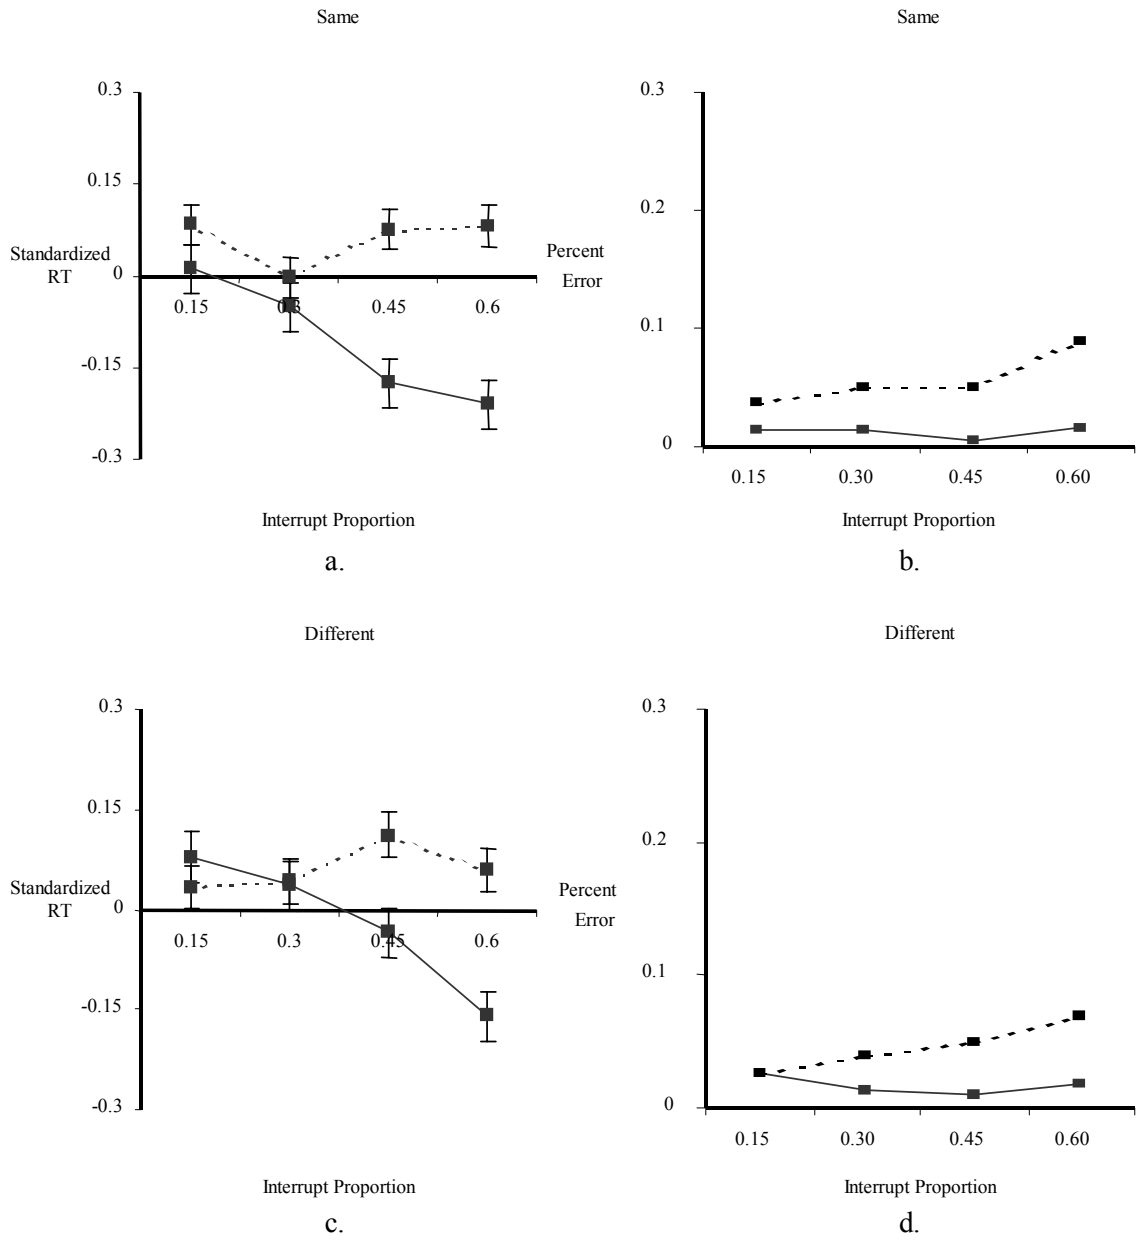 Same
0.3
0.15
Standardized
RT
0
-0.15
-0.3
0.15
0.45
0.6
Interrupt Proportion
a.
Same
0.3
0.2
Percent
Error
0.1
0
0.15
0.30
0.45
0.60
Interrupt Proportion
b.
Different
0.3
0.15
Standardized
RT
0
-0.15
-0.3
0.15
0.3
0.45
0.6
Interrupt Proportion
c.
Different
0.3
0.2
Percent
Error
0.1
0
0.15
0.30
0.45
0.60
Interrupt Proportion
d.